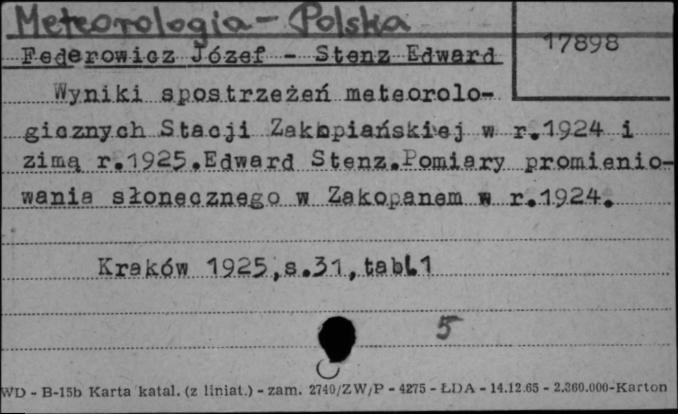 Meteorologia - Polska
17898
Federowicz Józef - Stenz Edward
Wyniki spostrzeżeń meteorolo-
gicznych Stacji Zakopiańskiej w r.1924 i
zimą r.1925.Edward Stenz.Pomiary promienio-
wania słonecznego w Zakopanem w r.1924.
Kraków 1925,s.31,tabl.1
5
WD - B-15b Karta katal. (z liniat.) - zam. 2740/ZW/P - 4275 - ŁDA - 14.12.65 - 2.360.000-Karton